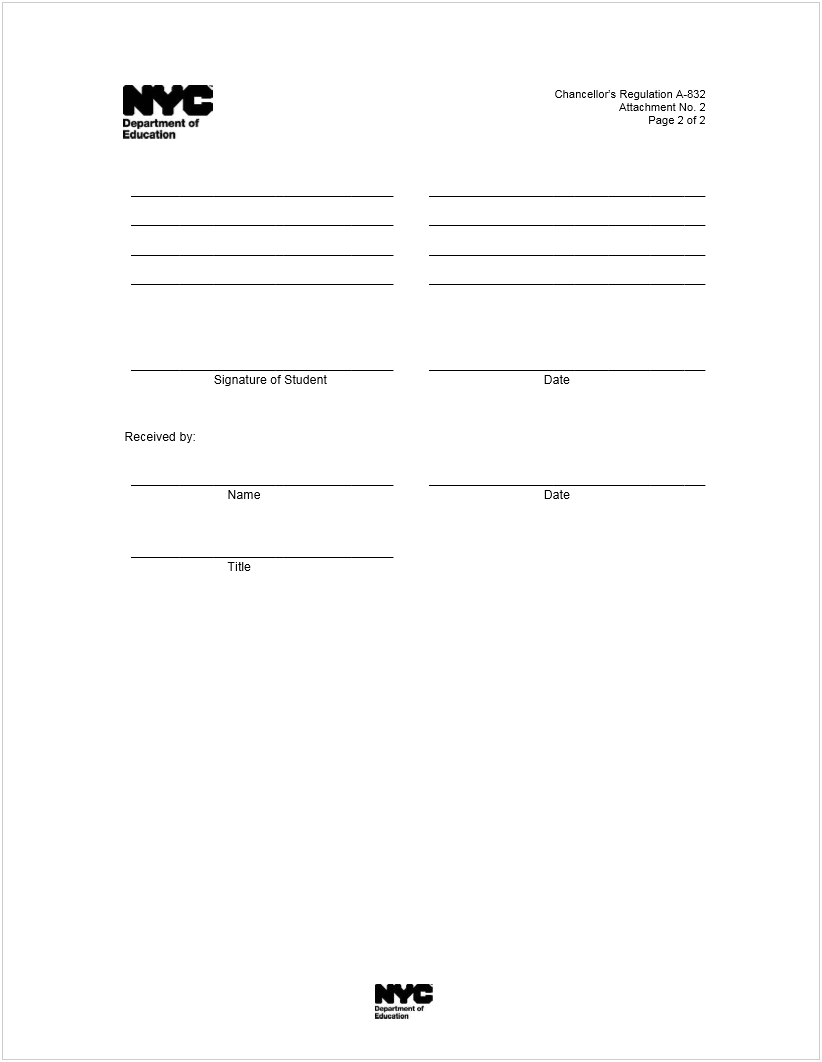 NYC
Department of
Education
Chancellor's Regulation A-832
Attachment No. 2
Page 2 of 2
Signature of Student Date
Received by:
Name Date
Title
NYC
Department of
Education